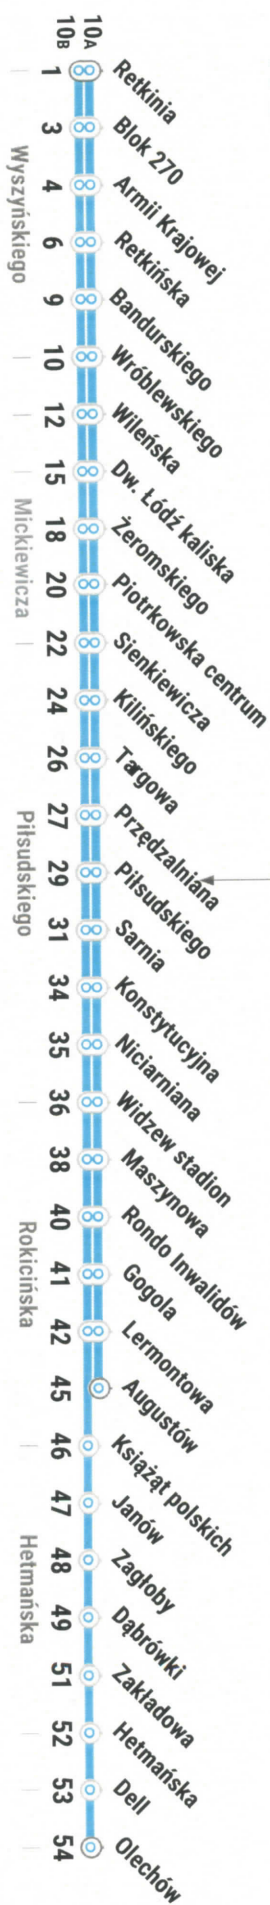 10A
10B
1 Retkinia
3 Blok 270
4 Armii Krajowej
6 Retkińska
9 Bandurskiego
10 Wróblewskiego
12 Wileńska
15 Dw. Łódź kaliska
18 Żeromskiego
20 Piotrkowska centrum
22 Sienkiewicza
24 Kilińskiego
26 Targowa
27 Przędzalniana
29 Piłsudskiego
31 Sarnia
34 Konstytucyjna
35 Niciarniana
36 Widzew stadion
38 Maszynowa
40 Rondo Inwalidów
41 Gogola
42 Lermontowa
45 Augustów
46 Książąt polskich
47 Janów
48 Zagłoby
49 Dąbrówki
51 Zakładowa
52 Hetmańska
53 Dell
54 Olechów
Wyszyńskiego
Mickiewicza
Piłsudskiego
Rokicińska
Hetmańska